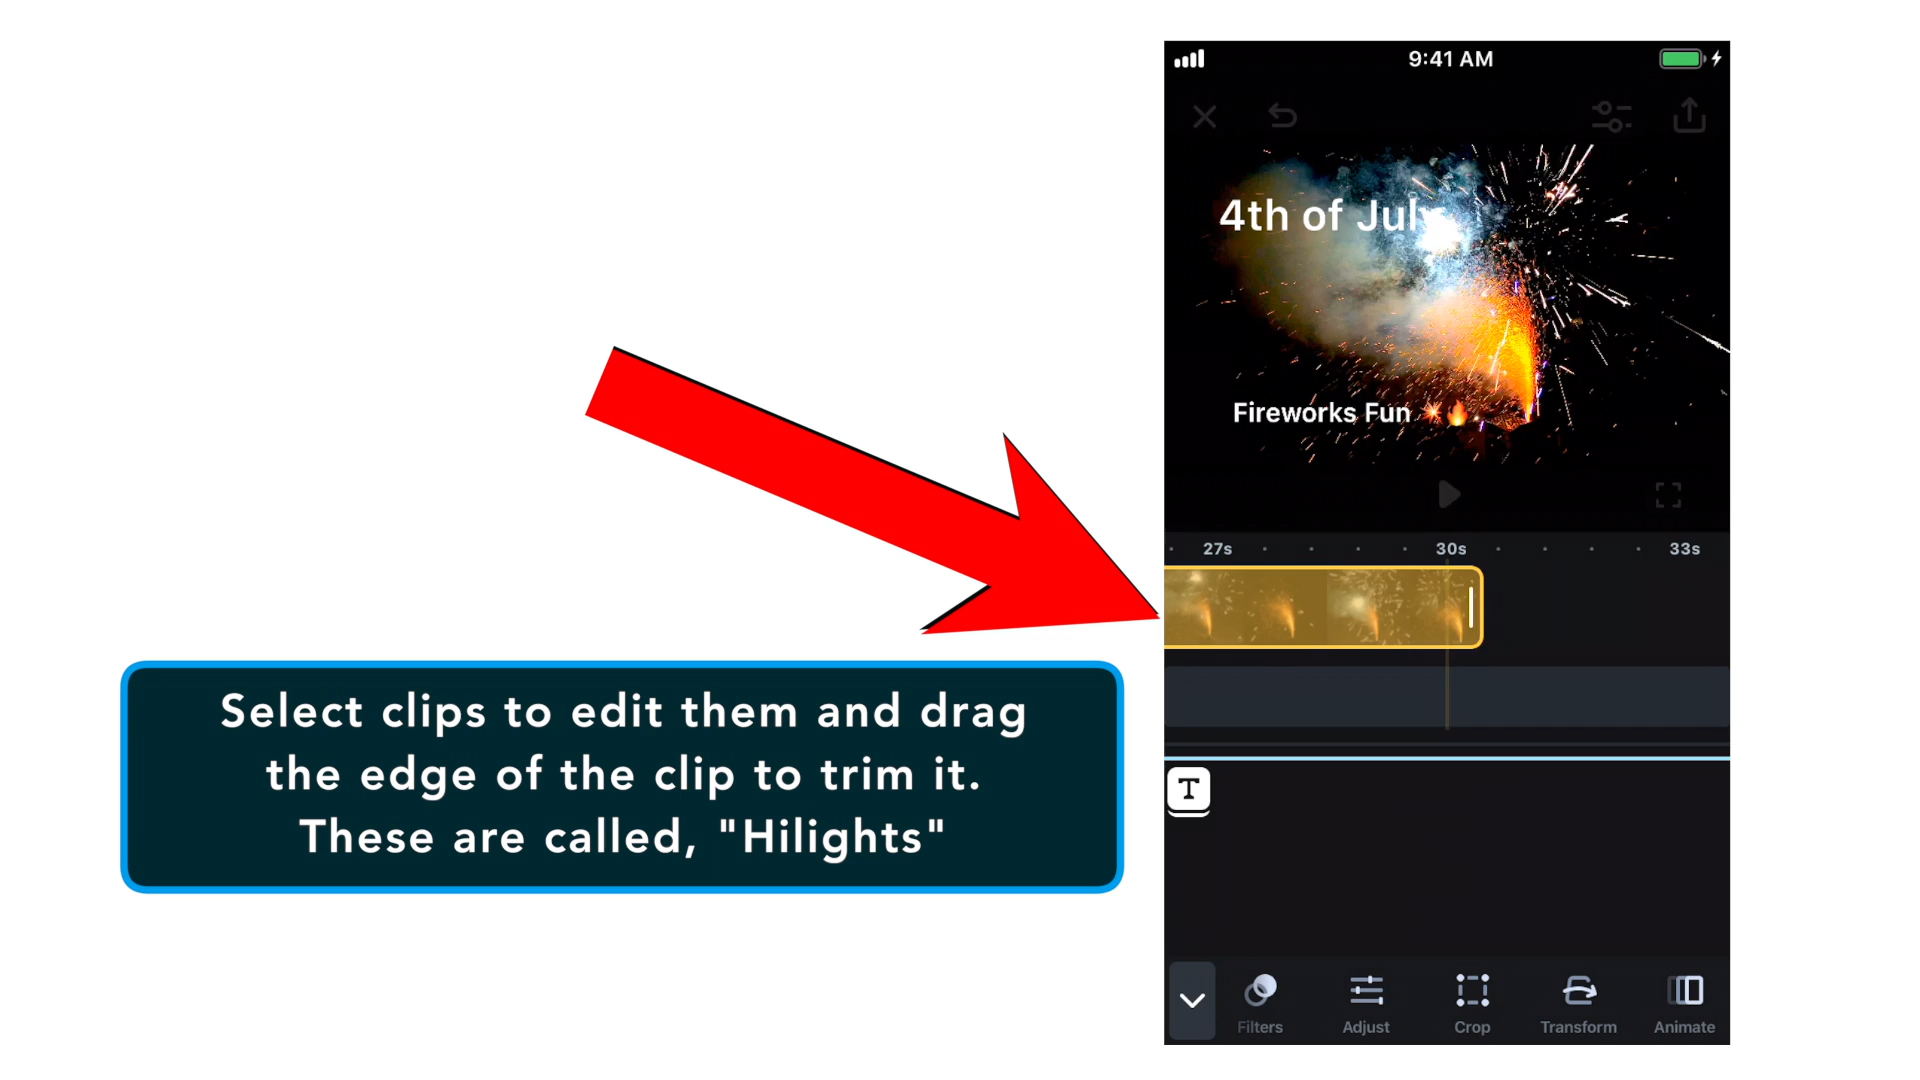 9:41 AM
4th of July
Fireworks Fun
27s
30s
33s
Select clips to edit them and drag
the edge of the clip to trim it.
These are called, "Hilights"
T
Filters
Adjust
Crop
Transform
Animate